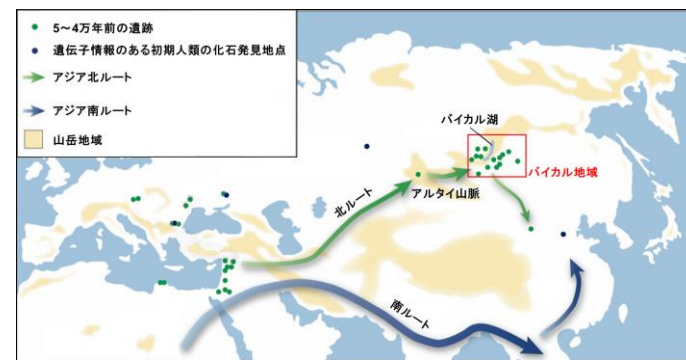 5～4万年前の遺跡
遺伝子情報のある初期人類の化石発見地点
アジア北ルート
アジア南ルート
山岳地域
バイカル湖
バイカル地域
アルタイ山脈
北ルート
南ルート